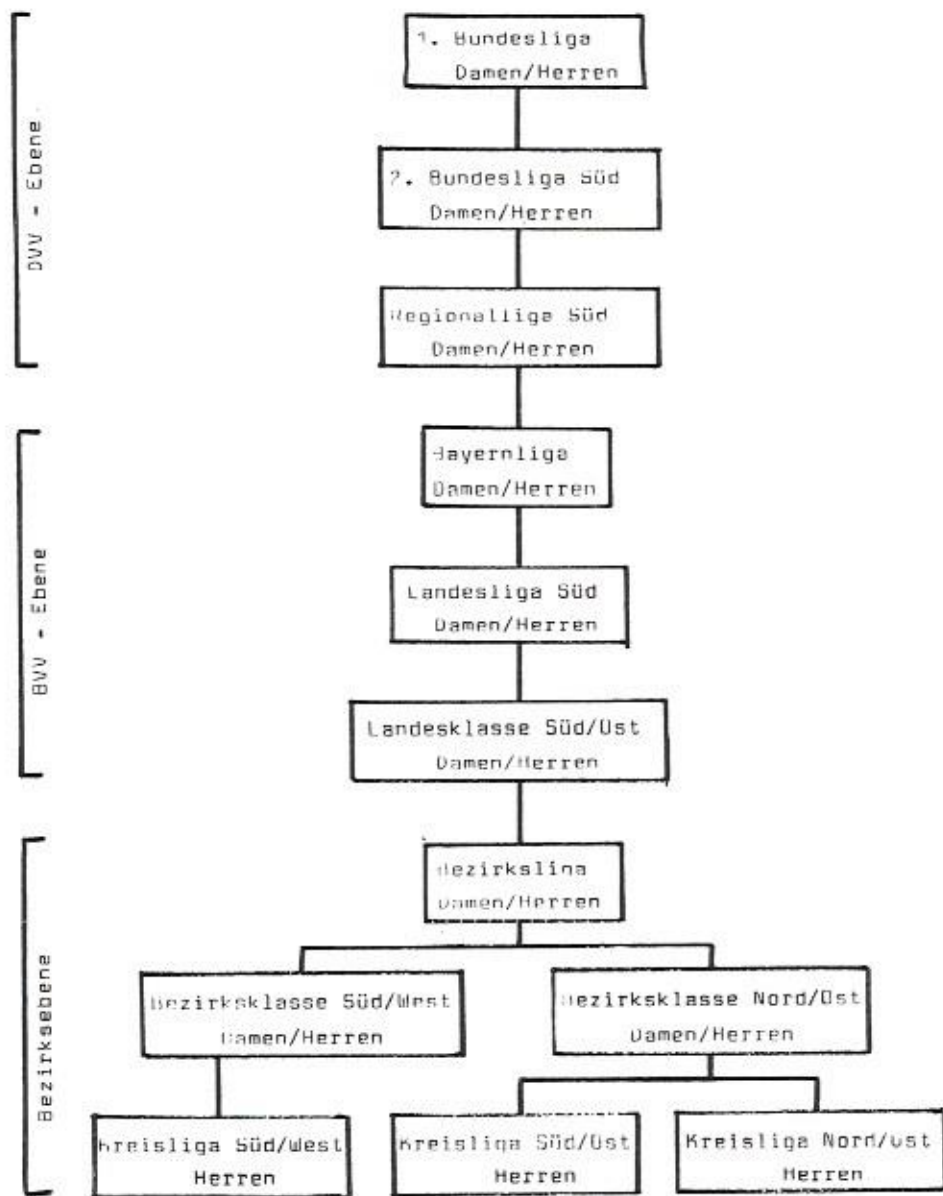 1. Bundesliga
Damen/Herren
2. Bundesliga Süd
Damen/Herren
Regionalliga Süd
Damen/Herren
DVV - Ebene
Bayernliga
Damen/Herren
Landesliga Süd
Damen/Herren
Landesklasse Süd/Ost
Damen/Herren
BVV - Ebene
Bezirksliga
Damen/Herren
Bezirksklasse Süd/West
Damen/Herren
Bezirksklasse Nord/Ost
Damen/Herren
Kreisliga Süd/West
Herren
Kreisliga Süd/Ost
Herren
Kreisliga Nord/Ost
Herren
Bezirksebene